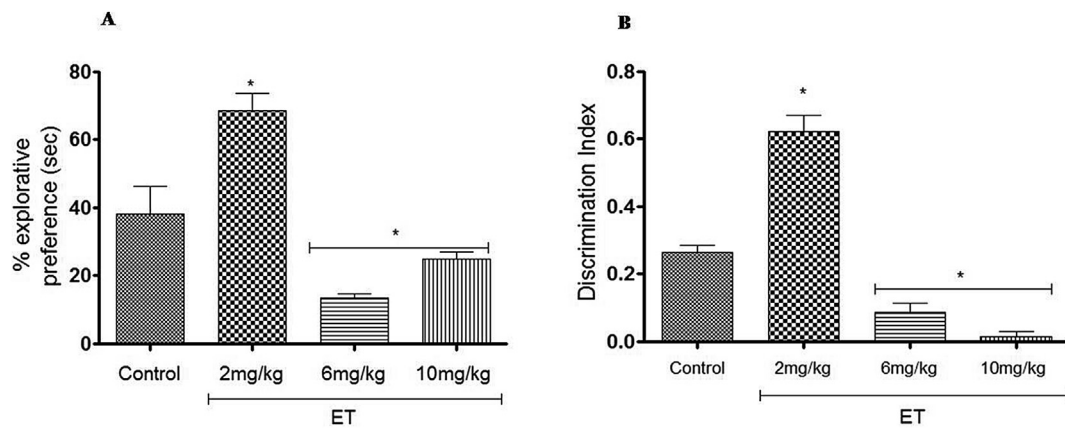 A
% explorative
preference (sec)
80
60
40
20
0
*
*
Control
2mg/kg
6mg/kg
10mg/kg
ET
B
Discrimination Index
0.8
0.6
0.4
0.2
0.0
*
*
Control
2mg/kg
6mg/kg
10mg/kg
ET